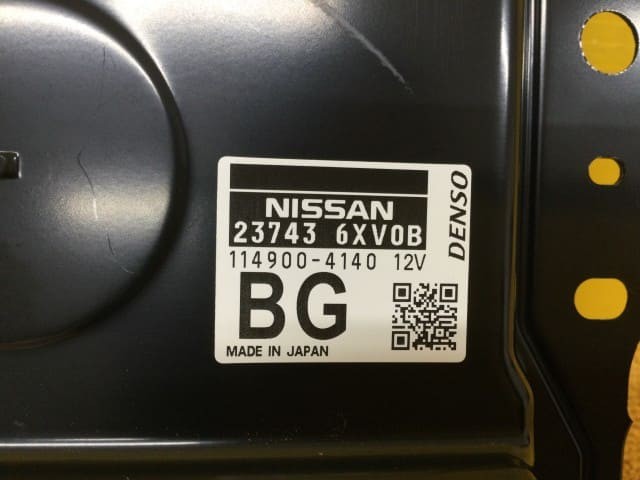 NISSAN
23743 6XV0B
114900-4140 12V
BG
MADE IN JAPAN
DENSO